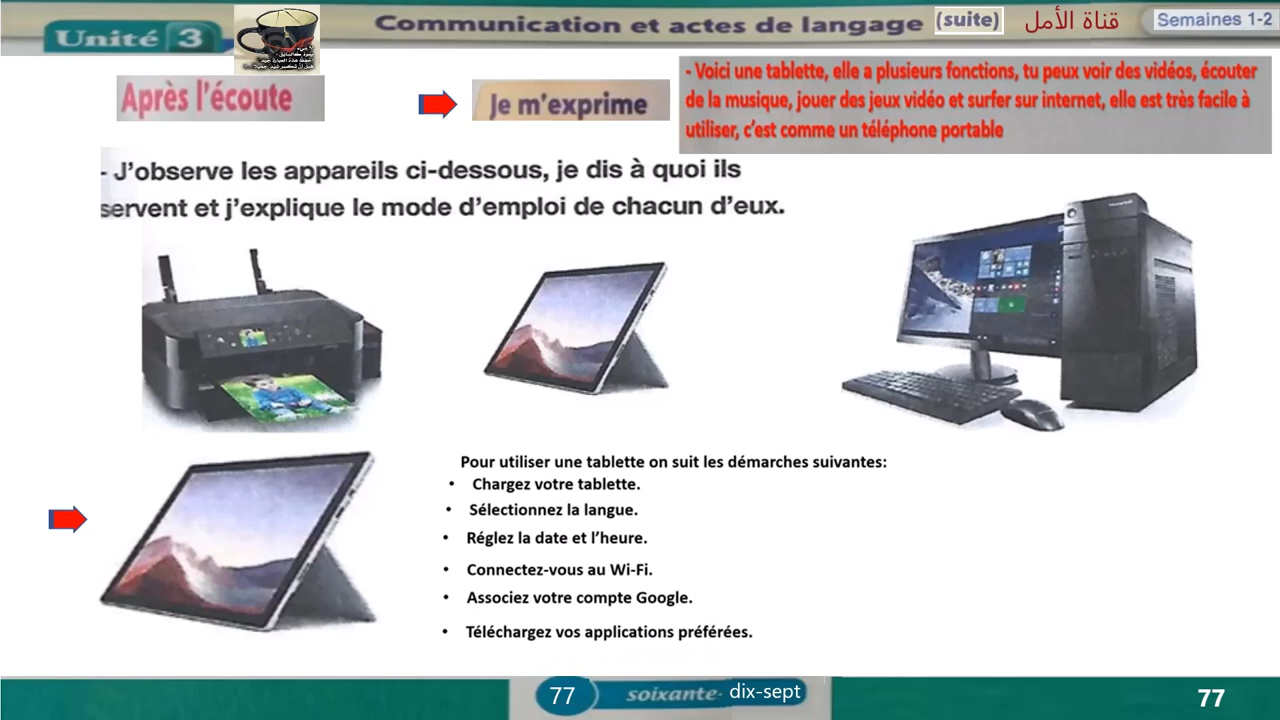 Unité 3
Communication et actes de langage (suite)
قناة الأمل
Semaines 1-2
Après l'écoute
Je m'exprime
- Voici une tablette, elle a plusieurs fonctions, tu peux voir des vidéos, écouter
de la musique, jouer des jeux vidéo et surfer sur internet, elle est très facile à
utiliser, c'est comme un téléphone portable
- J'observe les appareils ci-dessous, je dis à quoi ils
servent et j'explique le mode d'emploi de chacun d'eux.
Pour utiliser une tablette on suit les démarches suivantes:
• Chargez votre tablette.
• Sélectionnez la langue.
• Réglez la date et l'heure.
• Connectez-vous au Wi-Fi.
• Associez votre compte Google.
• Téléchargez vos applications préférées.
77 soixante- dix-sept
77